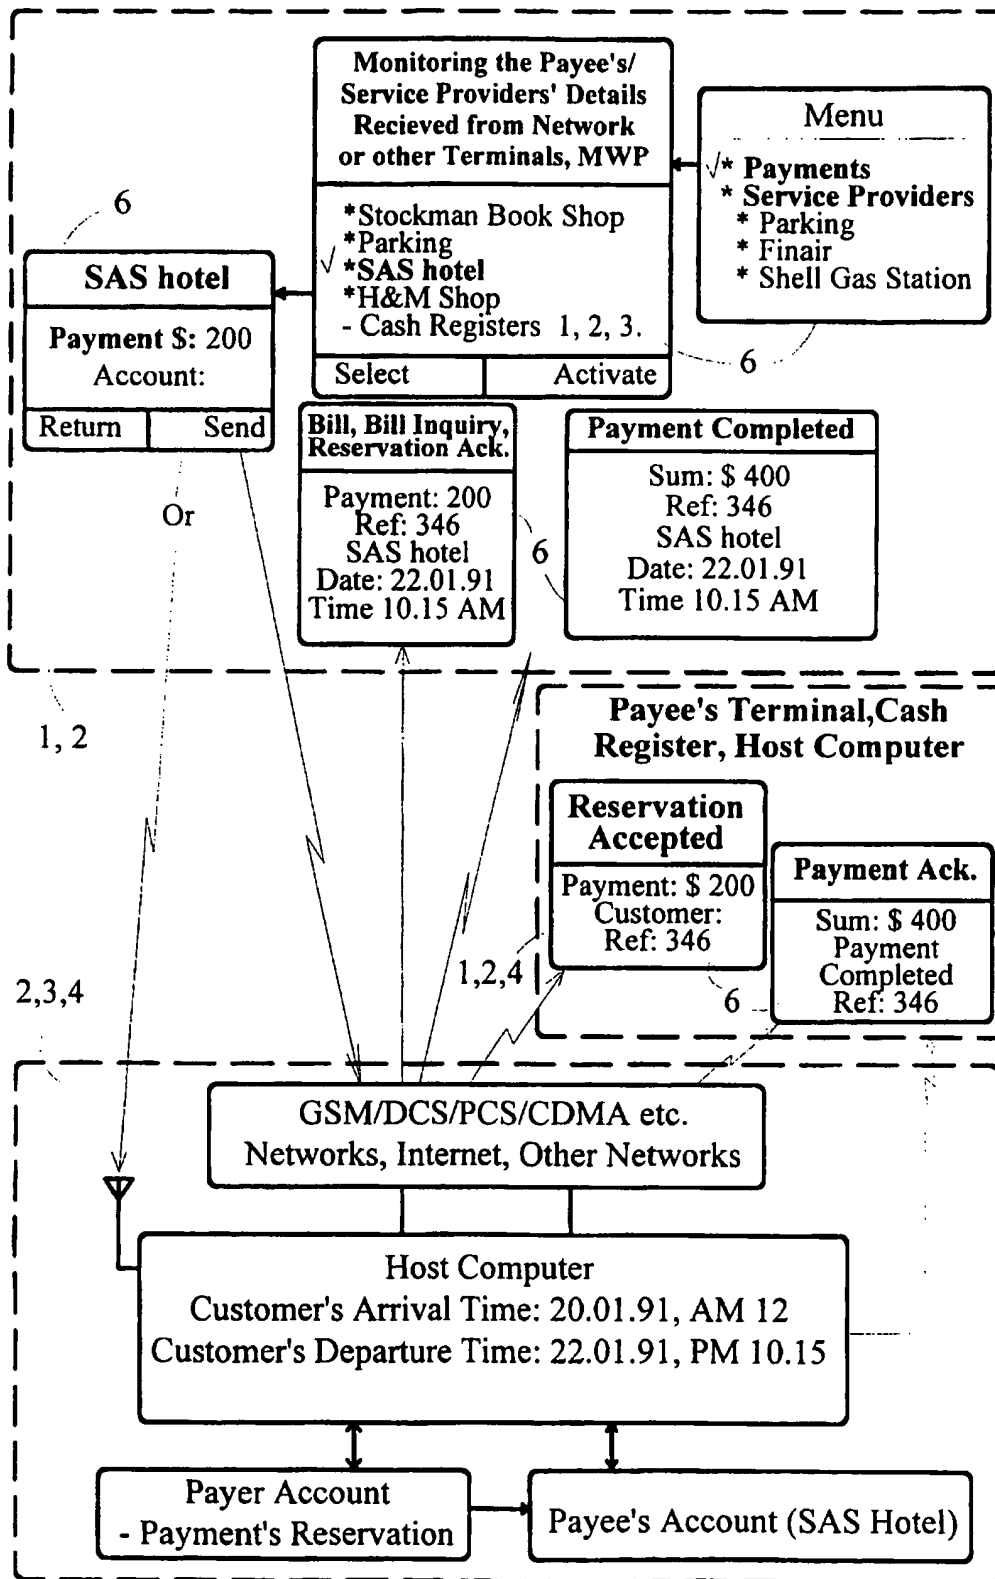 Monitoring the Payee's/
Service Providers' Details
Recieved from Network
or other Terminals, MWP
*Stockman Book Shop
*Parking
√ *SAS hotel
*H&M Shop
- Cash Registers 1, 2, 3.
Select Activate
Menu
√* Payments
* Service Providers
* Parking
* Finair
* Shell Gas Station
6
6
SAS hotel
Payment $: 200
Account:
Return Send
Or
Bill, Bill Inquiry,
Reservation Ack.
Payment: 200
Ref: 346
SAS hotel
Date: 22.01.91
Time 10.15 AM
6
Payment Completed
Sum: $ 400
Ref: 346
SAS hotel
Date: 22.01.91
Time 10.15 AM
1, 2
Payee's Terminal,Cash
Register, Host Computer
Reservation
Accepted
Payment: $ 200
Customer:
Ref: 346
Payment Ack.
Sum: $ 400
Payment
Completed
Ref: 346
1,2,4
6
2,3,4
GSM/DCS/PCS/CDMA etc.
Networks, Internet, Other Networks
Host Computer
Customer's Arrival Time: 20.01.91, AM 12
Customer's Departure Time: 22.01.91, PM 10.15
Payer Account
- Payment's Reservation
Payee's Account (SAS Hotel)